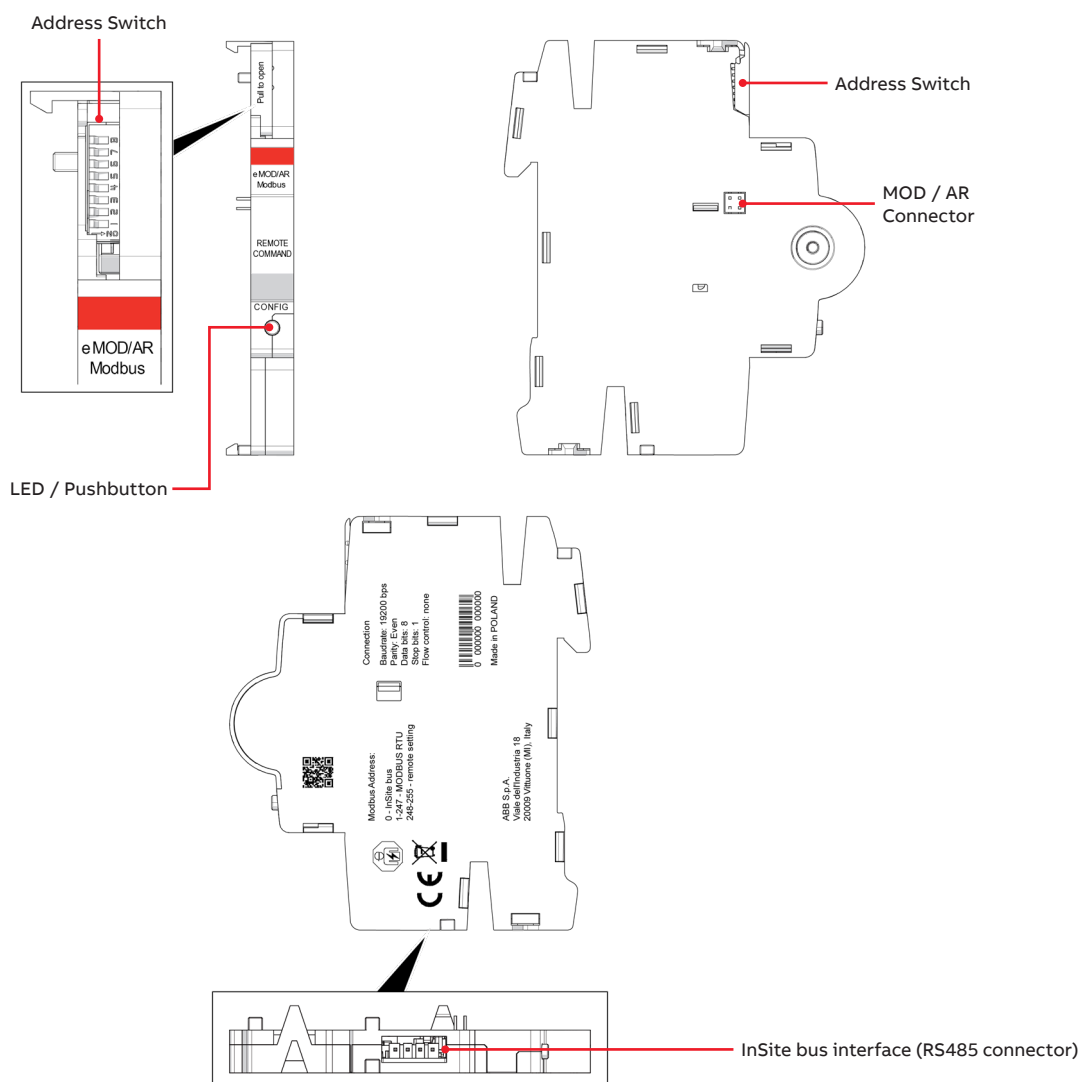 Address Switch
Pull to open
8
7
6
5
4
3
2
1
ON
e MOD/AR
Modbus
e MOD/AR
Modbus
REMOTE
COMMAND
CONFIG
LED / Pushbutton
Address Switch
MOD / AR
Connector
Connection
Baudrate: 19200 bps
Parity: Even
Data bits: 8
Stop bits: 1
Flow control: none
0 000000 000000
Made in POLAND
Modbus Address:
0 - InSite bus
1-247 - MODBUS RTU
248-255 - remote setting
ABB S.p.A.
Viale dell'Industria 18
20009 Vittuone (MI), Italy
CE
InSite bus interface (RS485 connector)